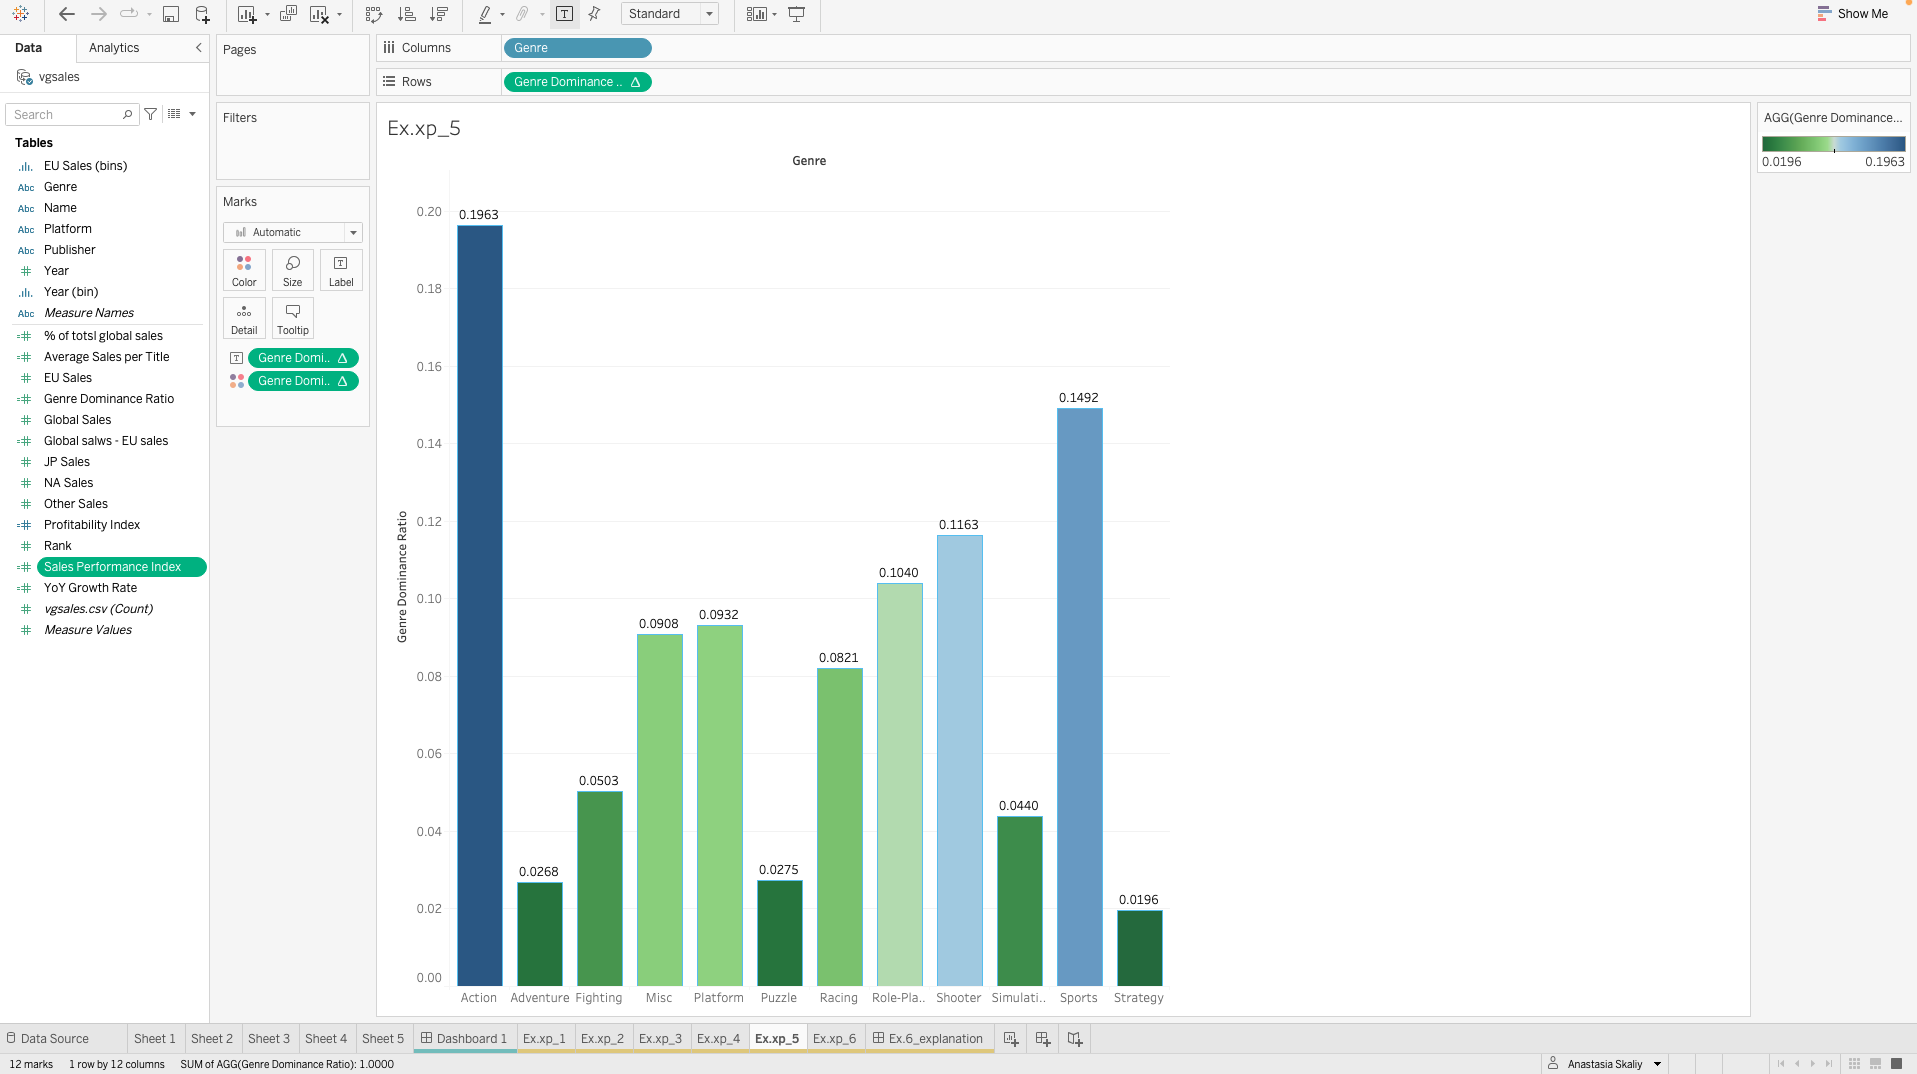 Standard
Show Me
Data
Analytics
vgsales
Search
Tables
EU Sales (bins)
Abc Genre
Abc Name
Abc Platform
Abc Publisher
Year
Year (bin)
Abc Measure Names
% of totsl global sales
Average Sales per Title
EU Sales
Genre Dominance Ratio
Global Sales
Global salws - EU sales
JP Sales
NA Sales
Other Sales
Profitability Index
Rank
Sales Performance Index
YoY Growth Rate
vgsales.csv (Count)
Measure Values
Pages
Filters
Marks
Automatic
Color Size Label
Detail Tooltip
Genre Domi..
Genre Domi..
Columns Genre
Rows Genre Dominance ..
Ex.xp_5
Genre
Genre Dominance Ratio
0.20
0.18
0.16
0.14
0.12
0.10
0.08
0.06
0.04
0.02
0.00
0.1963
0.0268
0.0503
0.0908
0.0932
0.0275
0.0821
0.1040
0.1163
0.0440
0.1492
0.0196
Action Adventure Fighting Misc Platform Puzzle Racing Role-Pla.. Shooter Simulati.. Sports Strategy
AGG(Genre Dominance...
0.0196 0.1963
Data Source Sheet 1 Sheet 2 Sheet 3 Sheet 4 Sheet 5 Dashboard 1 Ex.xp_1 Ex.xp_2 Ex.xp_3 Ex.xp_4 Ex.xp_5 Ex.xp_6 Ex.6_explanation
12 marks 1 row by 12 columns SUM of AGG(Genre Dominance Ratio): 1.0000
Anastasia Skaliy